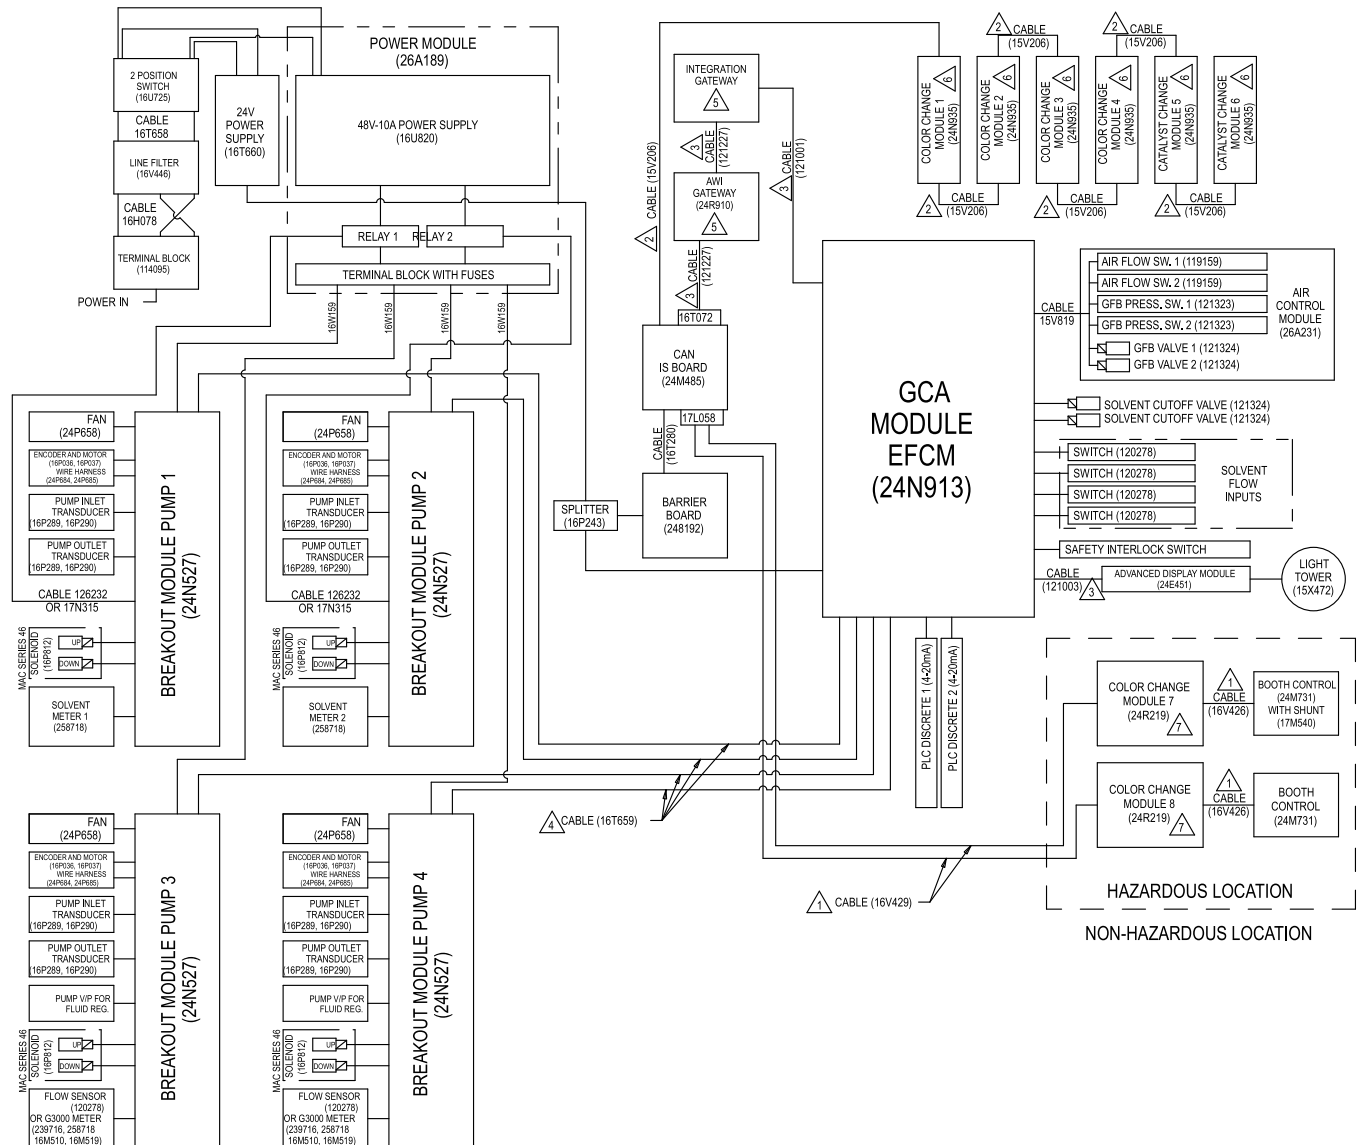 2 POSITION
SWITCH
(16U725)
CABLE
16T658
LINE FILTER
(16V446)
CABLE
16H078
TERMINAL BLOCK
(114095)
POWER IN
24V
POWER
SUPPLY
(16T660)
POWER MODULE
(26A189)
48V-10A POWER SUPPLY
(16U820)
RELAY 1
RELAY 2
TERMINAL BLOCK WITH FUSES
16W159
16W159
16W159
16W159
INTEGRATION
GATEWAY
5
3
CABLE
(121227)
AWI
GATEWAY
(24R910)
5
3
CABLE
(121227)
3
CABLE
(121001)
2
CABLE (15V206)
16T072
CAN
IS BOARD
(24M485)
17L058
CABLE
(16T280)
BARRIER
BOARD
(248192)
SPLITTER
(16P243)
2
CABLE
(15V206)
2
CABLE
(15V206)
COLOR CHANGE
MODULE 1
(24N935)
6
COLOR CHANGE
MODULE 2
(24N935)
6
COLOR CHANGE
MODULE 3
(24N935)
6
COLOR CHANGE
MODULE 4
(24N935)
6
CATALYST CHANGE
MODULE 5
(24N935)
6
CATALYST CHANGE
MODULE 6
(24N935)
6
2
CABLE
(15V206)
2
CABLE
(15V206)
2
CABLE
(15V206)
GCA
MODULE
EFCM
(24N913)
CABLE
15V819
AIR FLOW SW. 1 (119159)
AIR FLOW SW. 2 (119159)
GFB PRESS. SW. 1 (121323)
GFB PRESS. SW. 2 (121323)
GFB VALVE 1 (121324)
GFB VALVE 2 (121324)
AIR
CONTROL
MODULE
(26A231)
SOLVENT CUTOFF VALVE (121324)
SOLVENT CUTOFF VALVE (121324)
SWITCH (120278)
SWITCH (120278)
SWITCH (120278)
SWITCH (120278)
SOLVENT
FLOW
INPUTS
SAFETY INTERLOCK SWITCH
CABLE
(121003)
3
ADVANCED DISPLAY MODULE
(24E451)
LIGHT
TOWER
(15X472)
PLC DISCRETE 1 (4-20mA)
PLC DISCRETE 2 (4-20mA)
COLOR CHANGE
MODULE 7
(24R219)
7
1
CABLE
(16V426)
BOOTH CONTROL
(24M731)
WITH SHUNT
(17M540)
COLOR CHANGE
MODULE 8
(24R219)
7
1
CABLE
(16V426)
BOOTH
CONTROL
(24M731)
HAZARDOUS LOCATION
NON-HAZARDOUS LOCATION
4
CABLE (16T659)
1
CABLE (16V429)
FAN
(24P658)
ENCODER AND MOTOR
(16P036, 16P037)
WIRE HARNESS
(24P684, 24P685)
PUMP INLET
TRANSDUCER
(16P289, 16P290)
PUMP OUTLET
TRANSDUCER
(16P289, 16P290)
CABLE 126232
OR 17N315
MAC SERIES 46
SOLENOID
(16P812)
UP
DOWN
SOLVENT
METER 1
(258718)
BREAKOUT MODULE PUMP 1
(24N527)
FAN
(24P658)
ENCODER AND MOTOR
(16P036, 16P037)
WIRE HARNESS
(24P684, 24P685)
PUMP INLET
TRANSDUCER
(16P289, 16P290)
PUMP OUTLET
TRANSDUCER
(16P289, 16P290)
CABLE 126232
OR 17N315
MAC SERIES 46
SOLENOID
(16P812)
UP
DOWN
SOLVENT
METER 2
(258718)
BREAKOUT MODULE PUMP 2
(24N527)
FAN
(24P658)
ENCODER AND MOTOR
(16P036, 16P037)
WIRE HARNESS
(24P684, 24P685)
PUMP INLET
TRANSDUCER
(16P289, 16P290)
PUMP OUTLET
TRANSDUCER
(16P289, 16P290)
PUMP V/P FOR
FLUID REG.
MAC SERIES 46
SOLENOID
(16P812)
UP
DOWN
FLOW SENSOR
(120278)
OR G3000 METER
(239716, 258718
16M510, 16M519)
BREAKOUT MODULE PUMP 3
(24N527)
FAN
(24P658)
ENCODER AND MOTOR
(16P036, 16P037)
WIRE HARNESS
(24P684, 24P685)
PUMP INLET
TRANSDUCER
(16P289, 16P290)
PUMP OUTLET
TRANSDUCER
(16P289, 16P290)
PUMP V/P FOR
FLUID REG.
MAC SERIES 46
SOLENOID
(16P812)
UP
DOWN
FLOW SENSOR
(120278)
OR G3000 METER
(239716, 258718
16M510, 16M519)
BREAKOUT MODULE PUMP 4
(24N527)